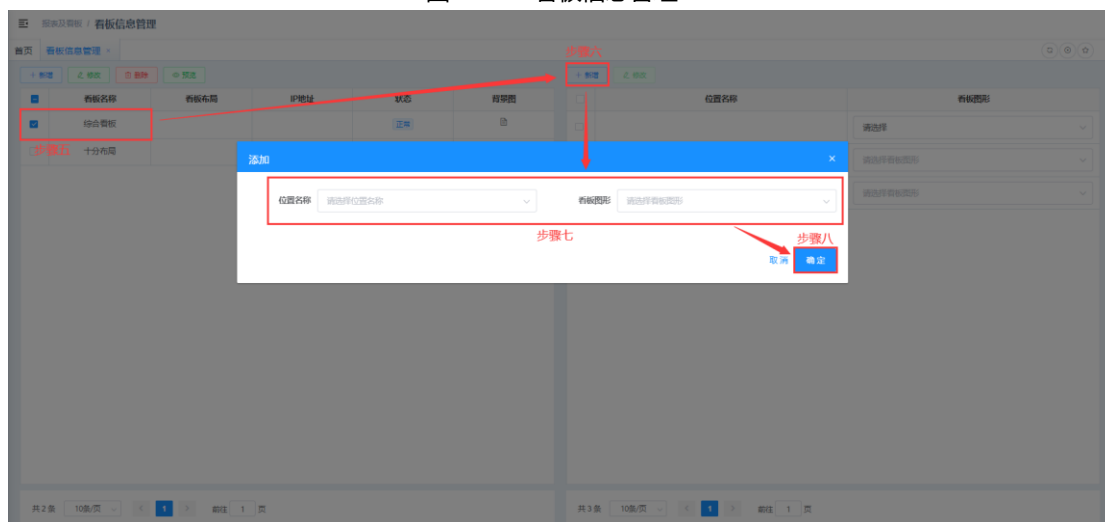 报表及看板 / 看板信息管理
首页 看板信息管理 ×
步骤六
+ 新增 修改 删除 预览
+ 新增 修改
看板名称 看板布局 IP地址 状态 背景图
位置名称 看板图形
综合看板 正常
请选择
步骤五 十分布局
请选择看板图形
请选择看板图形
添加 ×
位置名称 请选择位置名称 看板图形 请选择看板图形
步骤七
步骤八
取消 确定
共 2 条 10条/页 < 1 > 前往 1 页
共 3 条 10条/页 < 1 > 前往 1 页